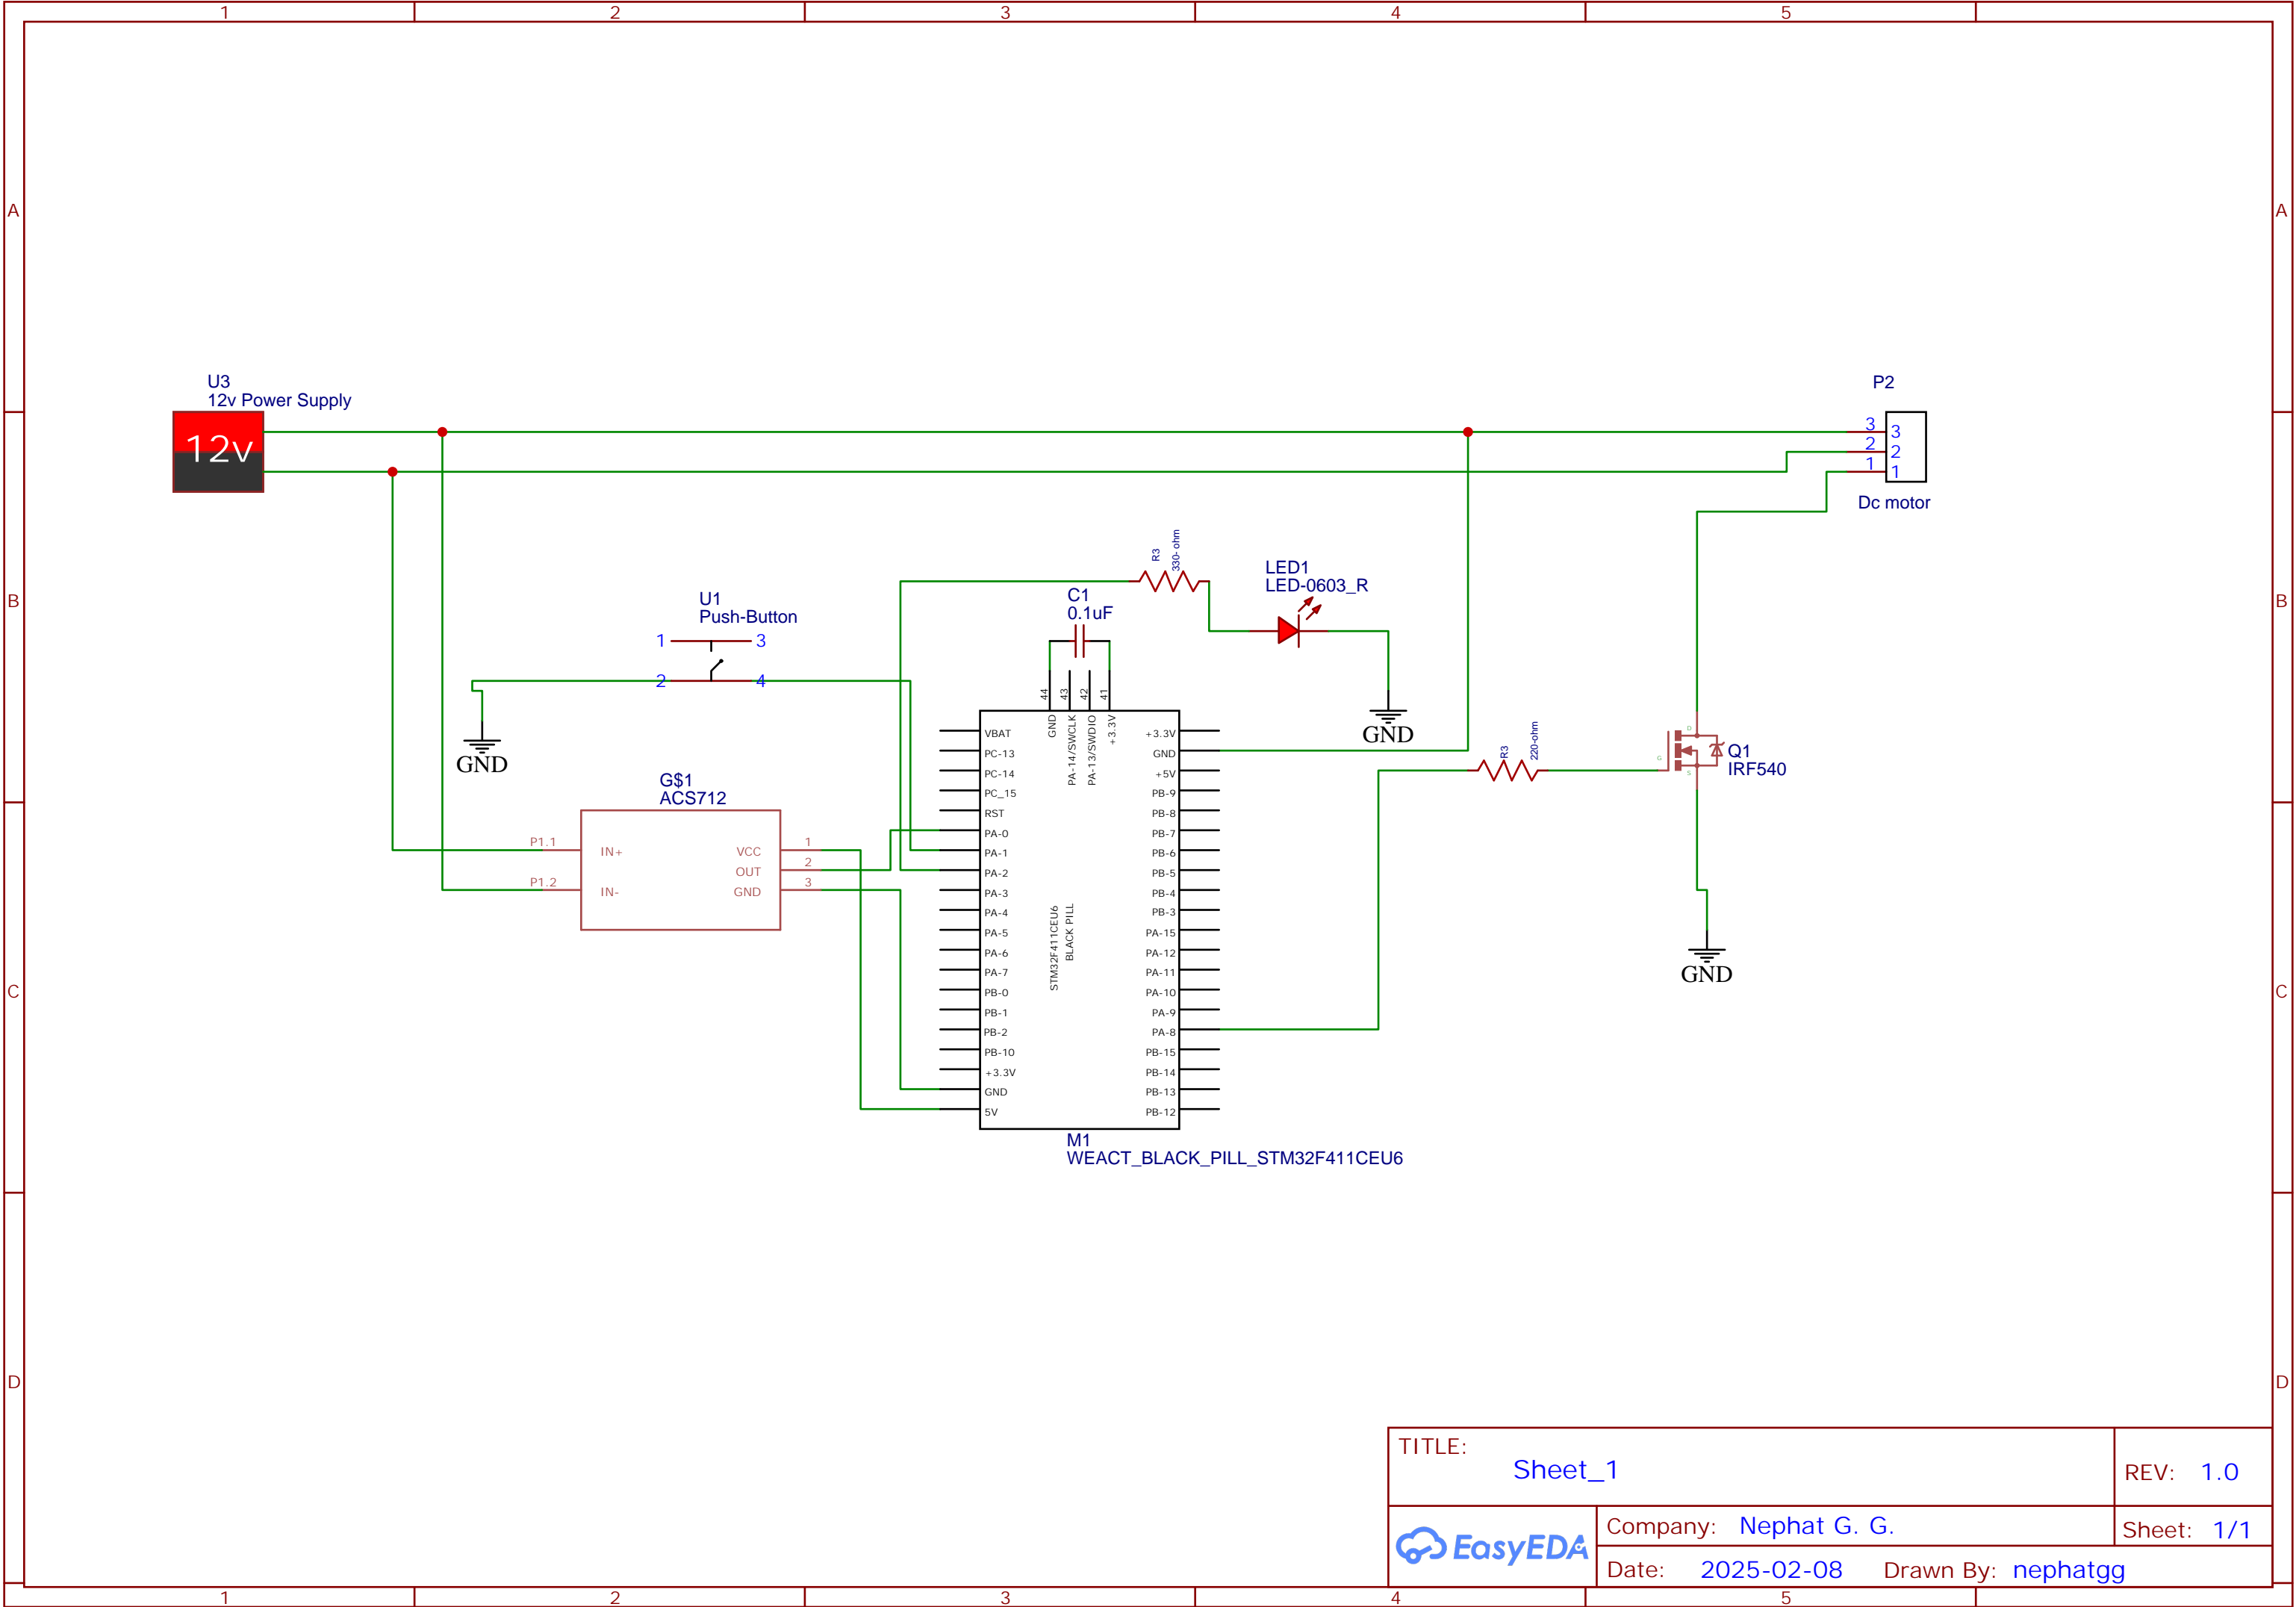 1 2 3 4 5
A A
B B
C C
D D
U3
12v Power Supply
12v
P2
3 3
2 2
1 1
Dc motor
R3
330- ohm
LED1
LED-0603_R
C1
0.1uF
U1
Push-Button
1 3
2 4
GND
GND
G$1
ACS712
P1.1 IN+ VCC 1
OUT 2
P1.2 IN- GND 3
44 43 42 41
GND
PA-14/SWCLK
PA-13/SWDIO
+3.3V
VBAT +3.3V
PC-13 GND
PC-14 +5V
PC_15 PB-9
RST PB-8
PA-0 PB-7
PA-1 PB-6
PA-2 PB-5
PA-3 PB-4
PA-4 PB-3
PA-5 PA-15
PA-6 PA-12
PA-7 PA-11
PB-0 PA-10
PB-1 PA-9
PB-2 PA-8
PB-10 PB-15
+3.3V PB-14
GND PB-13
5V PB-12
STM32F411CEU6
BLACK PILL
M1
WEACT_BLACK_PILL_STM32F411CEU6
R3
220-ohm
D
G
S
Q1
IRF540
GND
TITLE:
Sheet_1
REV: 1.0
EasyEDA
Company: Nephat G. G.
Sheet: 1/1
Date: 2025-02-08 Drawn By: nephatgg
1 2 3 4 5